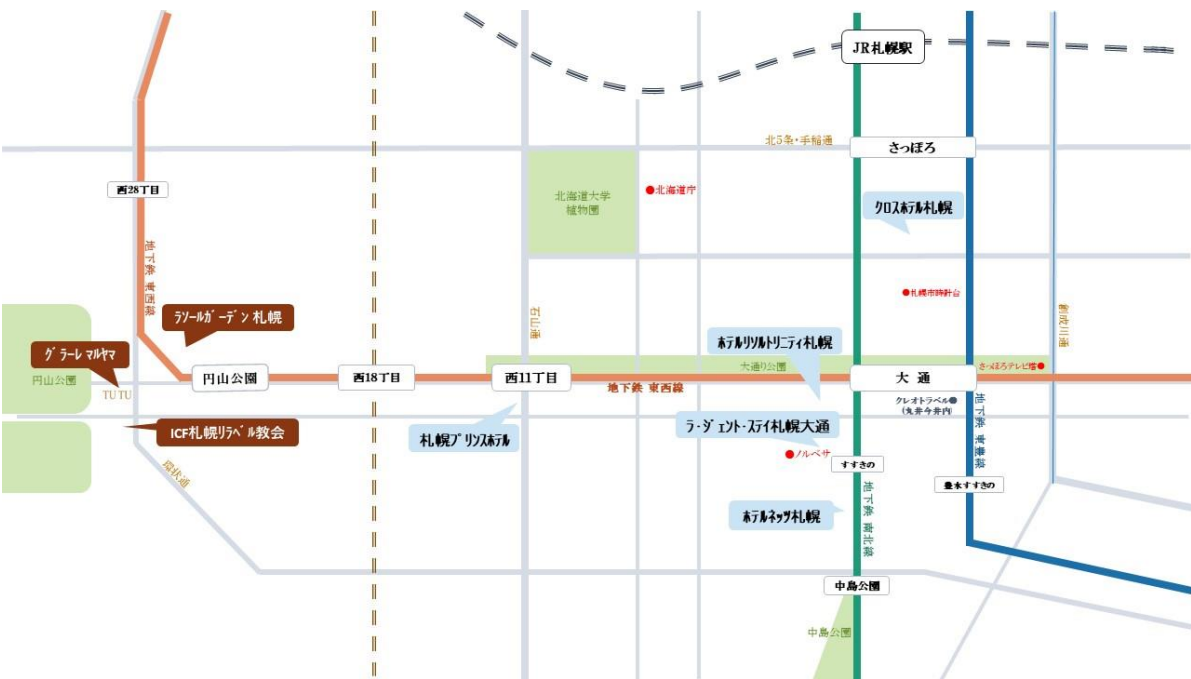 JR札幌駅
北5条・手稲通
さっぽろ
西28丁目
北海道大学
植物園
●北海道庁
クロスホテル札幌
地下鉄 東西線
●札幌市時計台
ラソールガーデン札幌
石山通
創成川通
ホテルリソルトリニティ札幌
グラーレマルヤマ
円山公園
TUTU
円山公園
西18丁目
西11丁目
大通り公園
大通
さっぽろテレビ塔●
地下鉄 東西線
クレオトラベル●
(丸井今井内)
地下鉄 東豊線
ICF札幌リラベル教会
札幌プリンスホテル
ラ・ジェント・ステイ札幌大通
●ノルベサ
すすきの
環状通
豊水すすきの
ホテルネッツ札幌
地下鉄 南北線
中島公園
中島公園